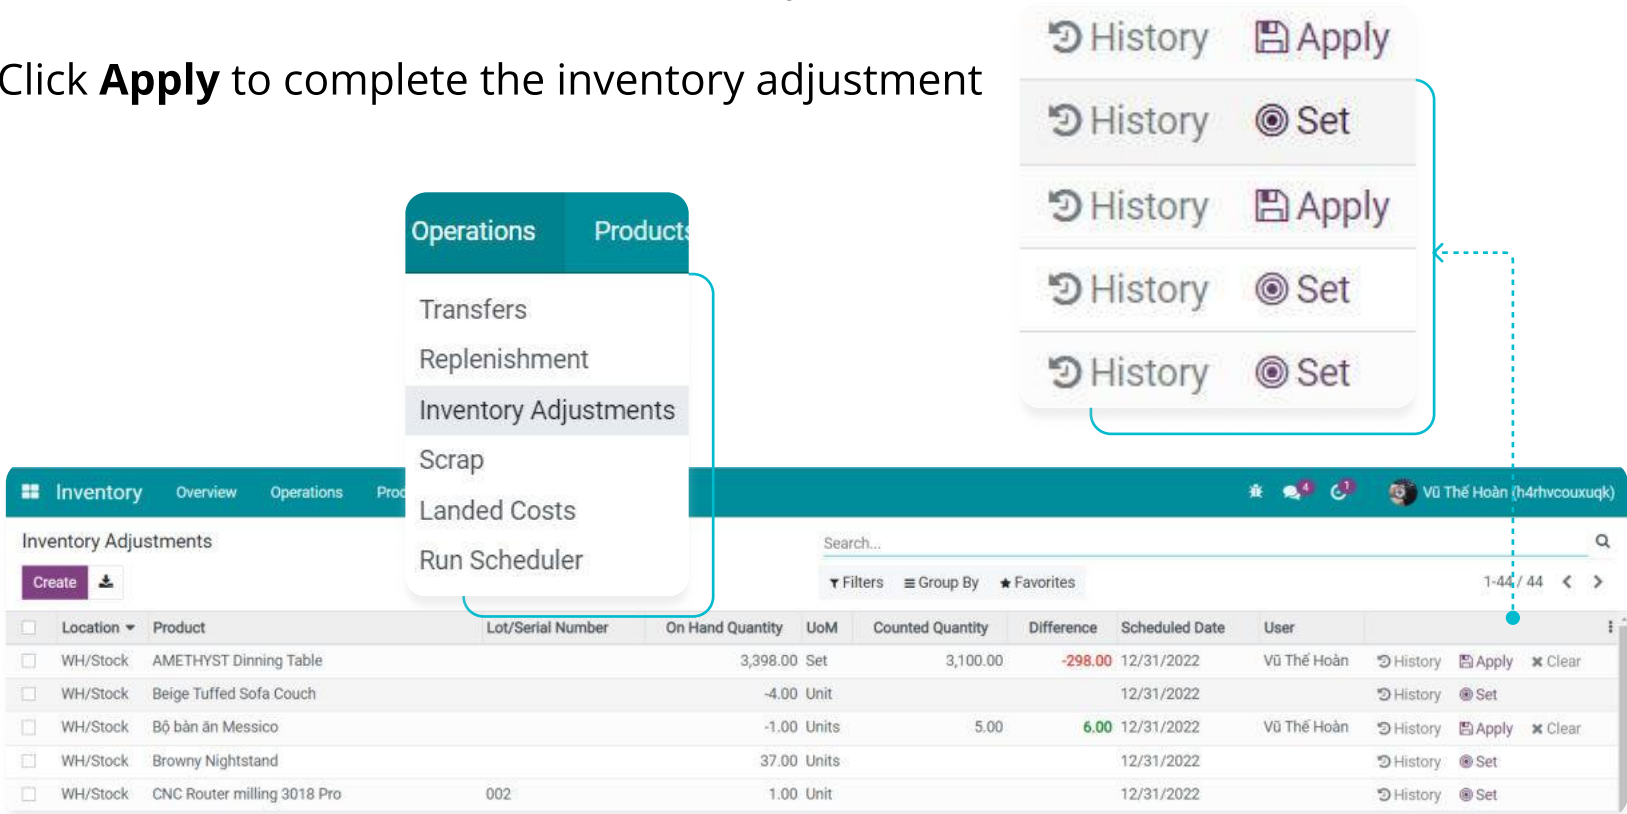 Click Apply to complete the inventory adjustment
History Apply
History Set
History Apply
History Set
History Set
Operations Products
Transfers
Replenishment
Inventory Adjustments
Scrap
Landed Costs
Run Scheduler
Inventory Overview Operations 4 1 Vũ Thế Hoàn (h4rhvcouxuqk)
Inventory Adjustments Search...
Create Filters Group By Favorites 1-44 / 44
Location Product Lot/Serial Number On Hand Quantity UoM Counted Quantity Difference Scheduled Date User
WH/Stock AMETHYST Dinning Table 3,398.00 Set 3,100.00 -298.00 12/31/2022 Vũ Thế Hoàn History Apply Clear
WH/Stock Beige Tuffed Sofa Couch -4.00 Unit 12/31/2022 History Set
WH/Stock Bộ bàn ăn Messico -1.00 Units 5.00 6.00 12/31/2022 Vũ Thế Hoàn History Apply Clear
WH/Stock Browny Nightstand 37.00 Units 12/31/2022 History Set
WH/Stock CNC Router milling 3018 Pro 002 1.00 Unit 12/31/2022 History Set